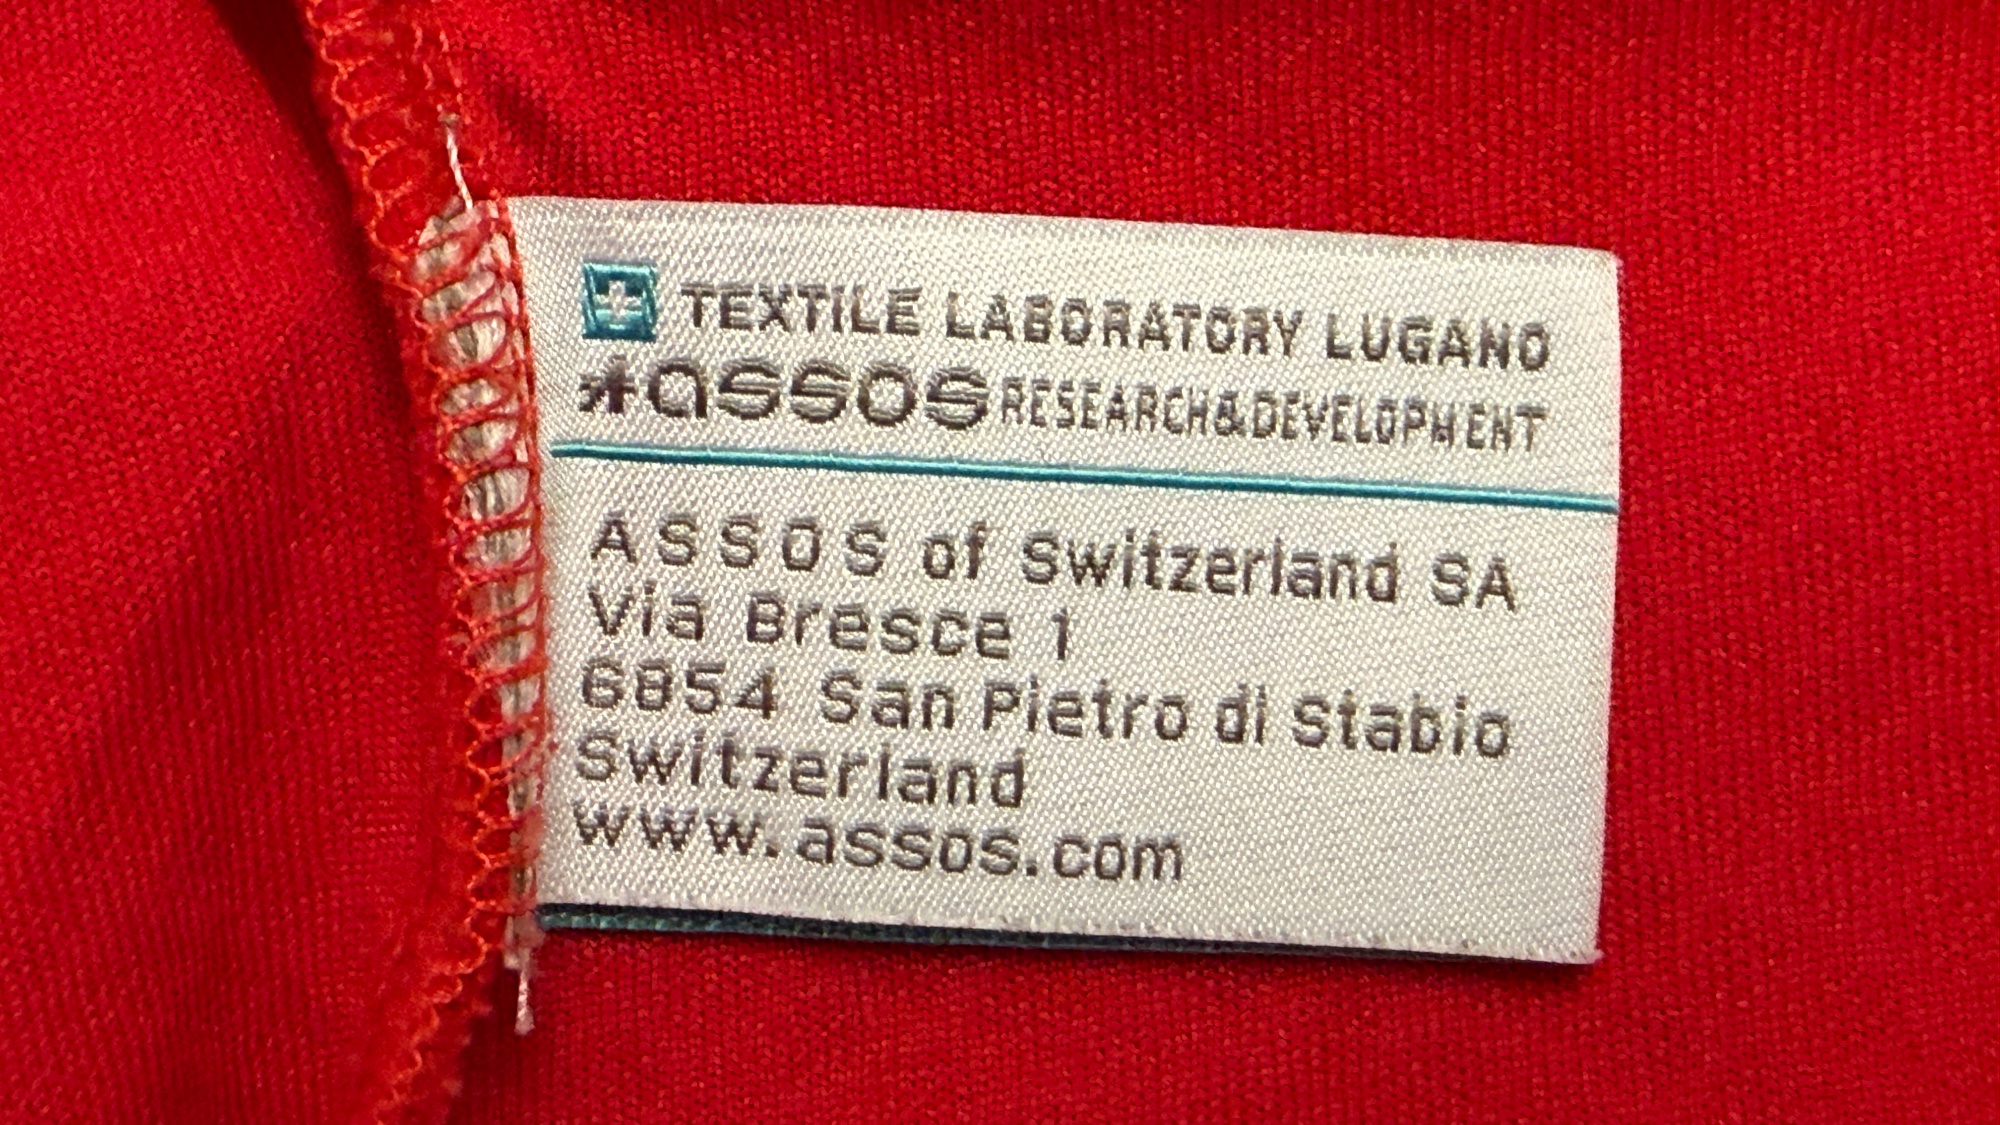 TEXTILE LABORATORY LUGANO
assos RESEARCH&DEVELOPMENT
ASSOS of Switzerland SA
Via Bresce 1
6854 San Pietro di Stabio
Switzerland
www.assos.com